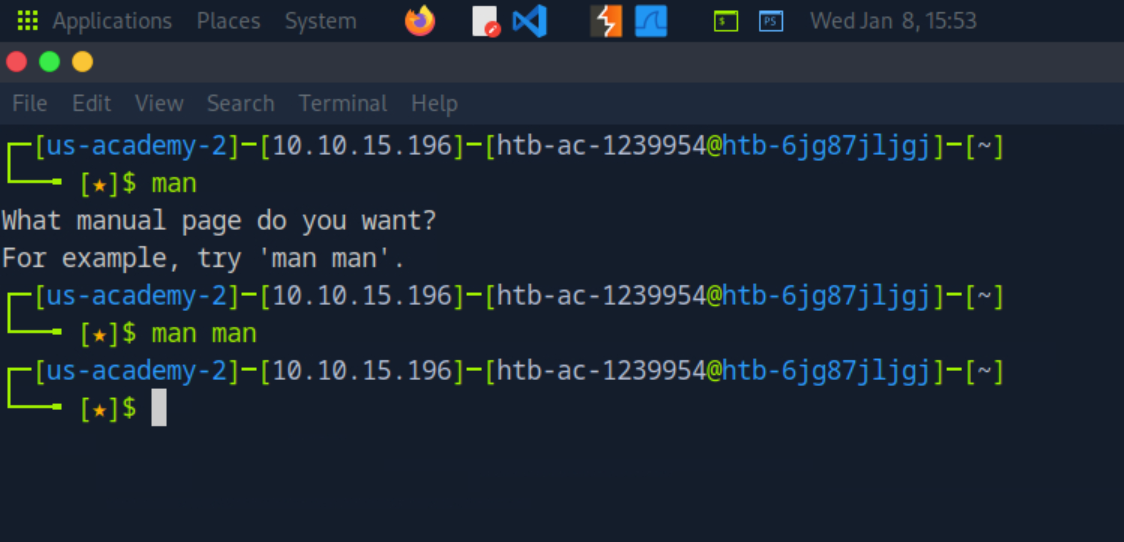 Applications Places System $ PS Wed Jan 8, 15:53
File Edit View Search Terminal Help
┌─[us-academy-2]─[10.10.15.196]─[htb-ac-1239954@htb-6jg87jljgj]─[~]
└──╼ [★]$ man
What manual page do you want?
For example, try 'man man'.
┌─[us-academy-2]─[10.10.15.196]─[htb-ac-1239954@htb-6jg87jljgj]─[~]
└──╼ [★]$ man man
┌─[us-academy-2]─[10.10.15.196]─[htb-ac-1239954@htb-6jg87jljgj]─[~]
└──╼ [★]$